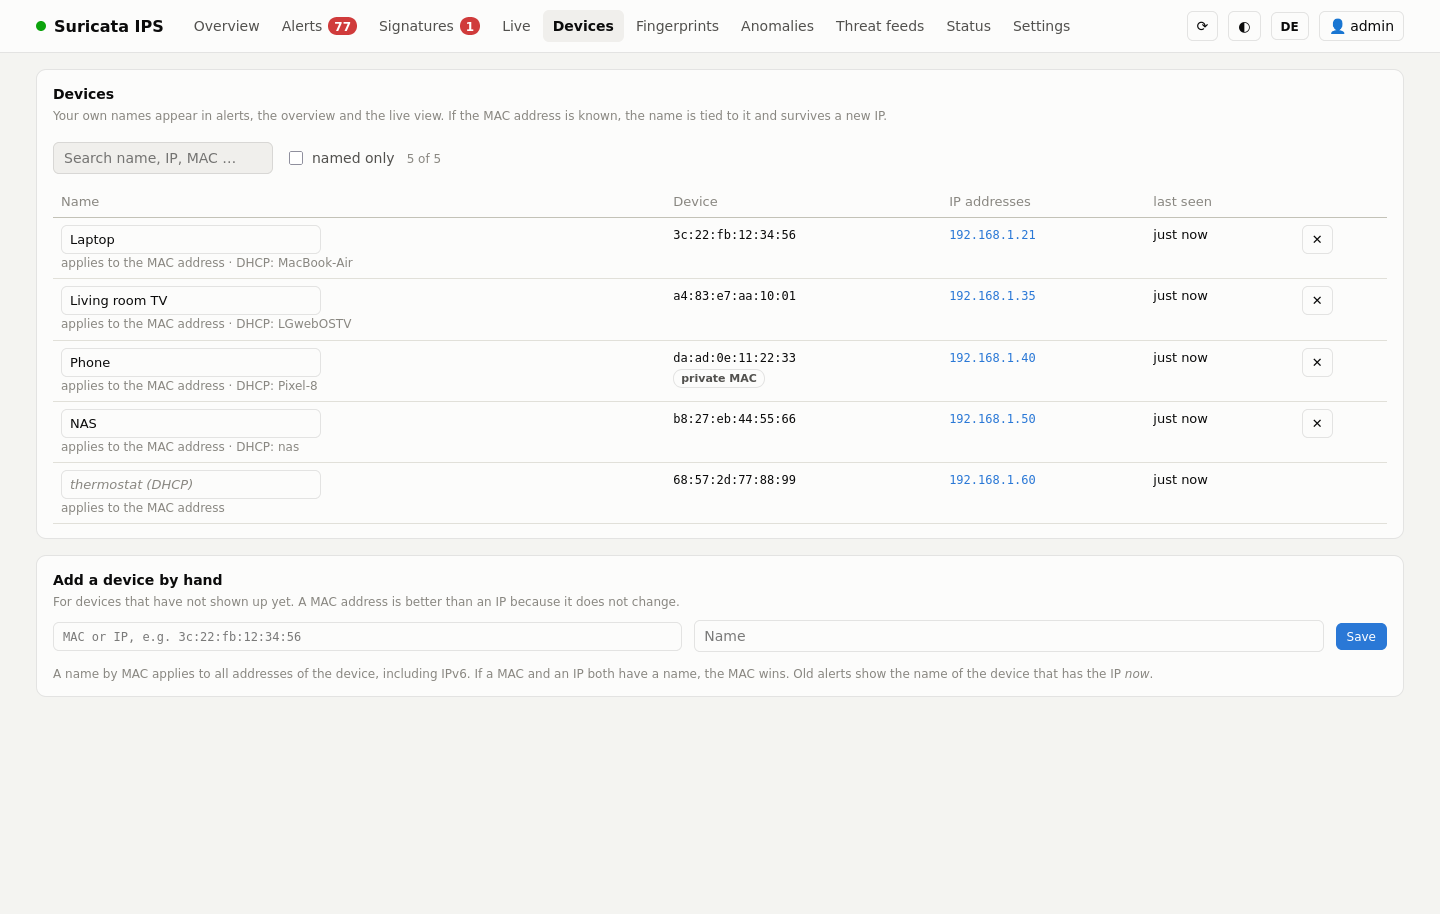 Suricata IPS Overview Alerts 77 Signatures 1 Live Devices Fingerprints Anomalies Threat feeds Status Settings ⟳ ◐ DE 👤 admin
Devices
Your own names appear in alerts, the overview and the live view. If the MAC address is known, the name is tied to it and survives a new IP.
Search name, IP, MAC … named only 5 of 5
Name Device IP addresses last seen
Laptop 3c:22:fb:12:34:56 192.168.1.21 just now ✕
applies to the MAC address · DHCP: MacBook-Air
Living room TV a4:83:e7:aa:10:01 192.168.1.35 just now ✕
applies to the MAC address · DHCP: LGwebOSTV
Phone da:ad:0e:11:22:33 192.168.1.40 just now ✕
applies to the MAC address · DHCP: Pixel-8 private MAC
NAS b8:27:eb:44:55:66 192.168.1.50 just now ✕
applies to the MAC address · DHCP: nas
thermostat (DHCP) 68:57:2d:77:88:99 192.168.1.60 just now
applies to the MAC address
Add a device by hand
For devices that have not shown up yet. A MAC address is better than an IP because it does not change.
MAC or IP, e.g. 3c:22:fb:12:34:56 Name Save
A name by MAC applies to all addresses of the device, including IPv6. If a MAC and an IP both have a name, the MAC wins. Old alerts show the name of the device that has the IP now.